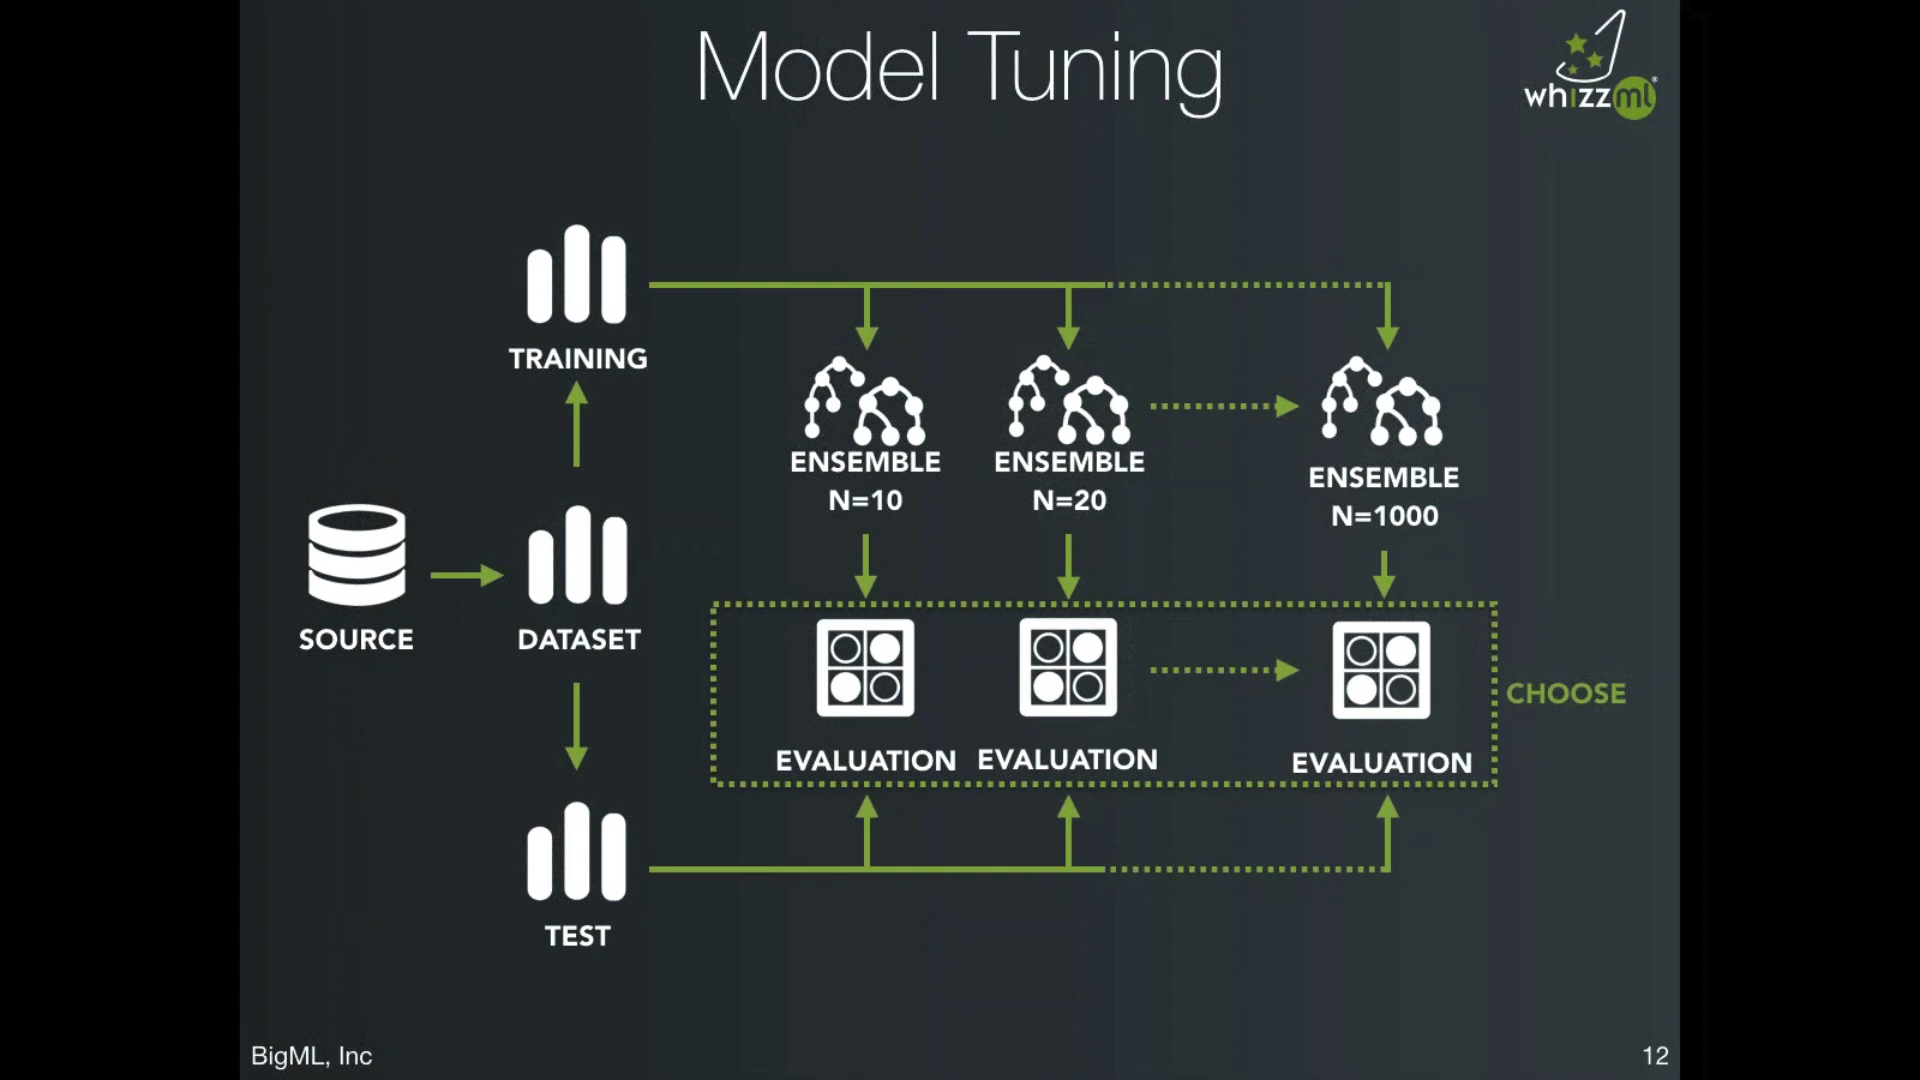 Model Tuning
whizzml
TRAINING
ENSEMBLE
N=10
ENSEMBLE
N=20
ENSEMBLE
N=1000
SOURCE
DATASET
EVALUATION
EVALUATION
EVALUATION
CHOOSE
TEST
BigML, Inc
12